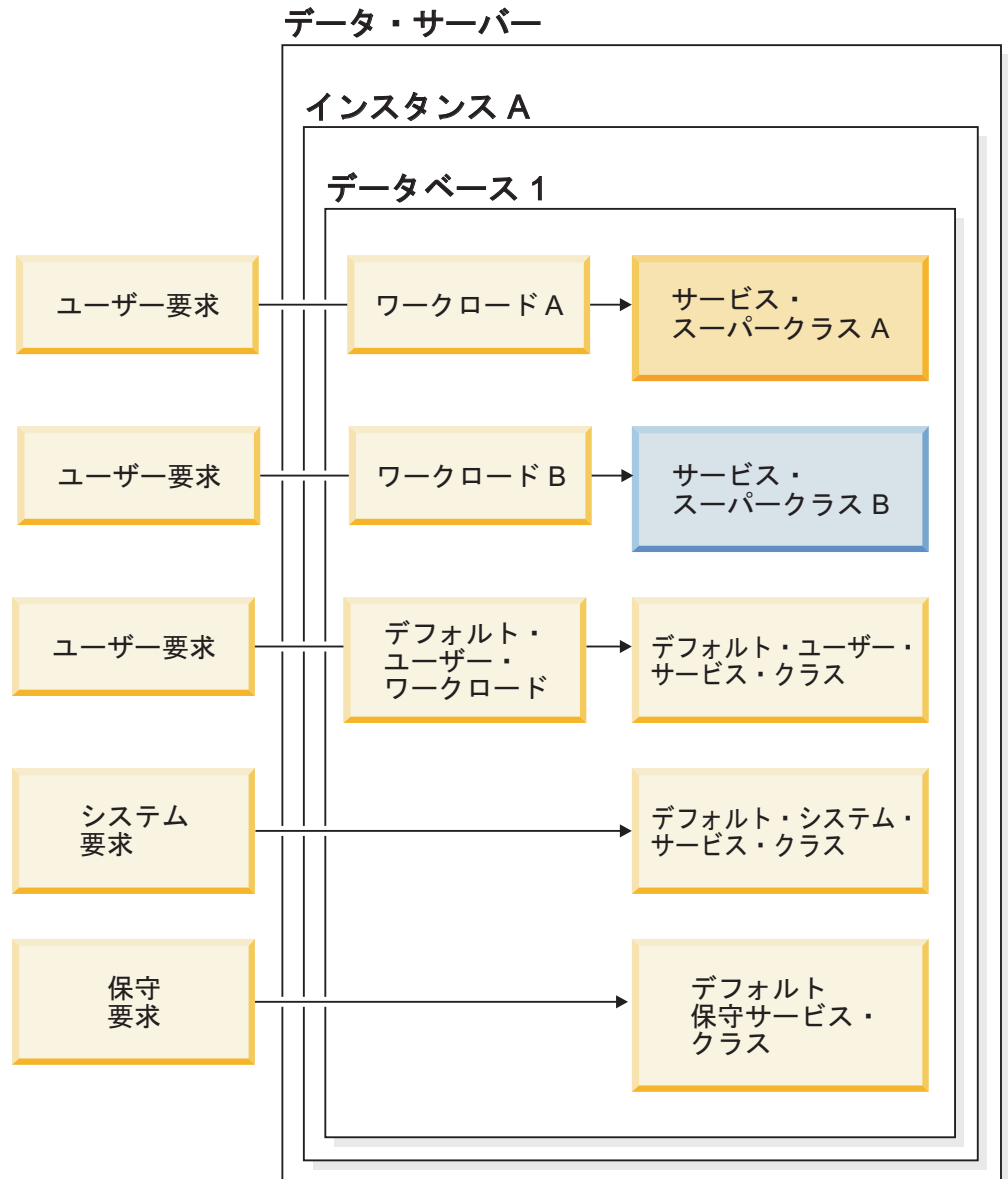 データ・サーバー
インスタンス A
データベース 1
ユーザー要求
ワークロード A
サービス・
スーパークラス A
ユーザー要求
ワークロード B
サービス・
スーパークラス B
ユーザー要求
デフォルト・
ユーザー・
ワークロード
デフォルト・ユーザー・
サービス・クラス
システム
要求
デフォルト・システム・
サービス・クラス
保守
要求
デフォルト
保守サービス・
クラス